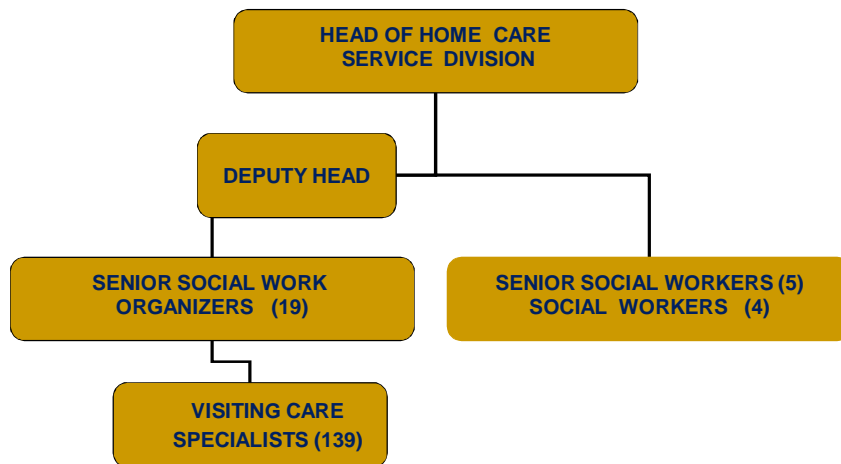 HEAD OF HOME CARE
SERVICE DIVISION
DEPUTY HEAD
SENIOR SOCIAL WORK
ORGANIZERS (19)
SENIOR SOCIAL WORKERS (5)
SOCIAL WORKERS (4)
VISITING CARE
SPECIALISTS (139)